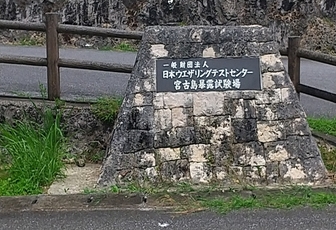 一般財団法人
日本ウエザリングテストセンター
宮古島暴露試験場